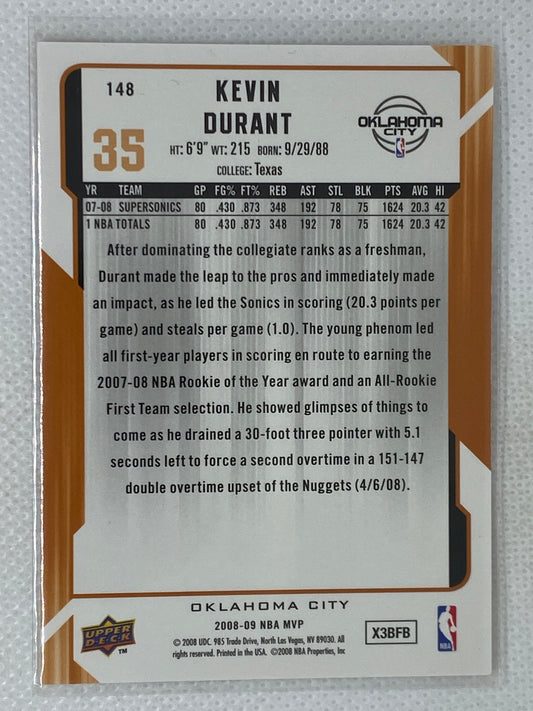 148
KEVIN
DURANT
35
HT: 6'9" WT: 215 BORN: 9/29/88
COLLEGE: Texas
OKLAHOMA
CITY
YR TEAM GP FG% FT% REB AST STL BLK PTS AVG HI
07-08 SUPERSONICS 80 .430 .873 348 192 78 75 1624 20.3 42
1 NBA TOTALS 80 .430 .873 348 192 78 75 1624 20.3 42
After dominating the collegiate ranks as a freshman,
Durant made the leap to the pros and immediately made
an impact, as he led the Sonics in scoring (20.3 points per
game) and steals per game (1.0). The young phenom led
all first-year players in scoring en route to earning the
2007-08 NBA Rookie of the Year award and an All-Rookie
First Team selection. He showed glimpses of things to
come as he drained a 30-foot three pointer with 5.1
seconds left to force a second overtime in a 151-147
double overtime upset of the Nuggets (4/6/08).
OKLAHOMA CITY
2008-09 NBA MVP
UPPER
DECK
TM
© 2008 UDC. 985 Trade Drive, North Las Vegas, NV 89030. All
rights reserved. Printed in the USA. ©2008 NBA Properties, Inc
X3BFB
NBA